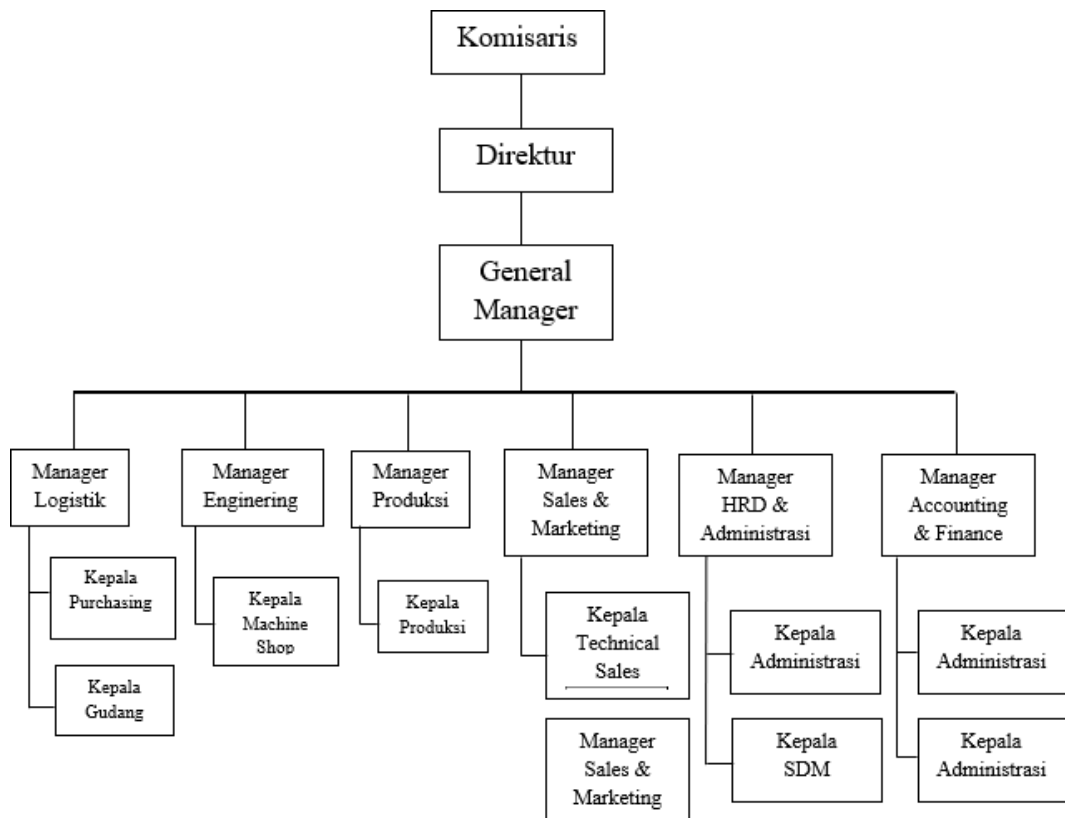 Komisaris
Direktur
General
Manager
Manager
Logistik
Manager
Enginering
Manager
Produksi
Manager
Sales &
Marketing
Manager
HRD &
Administrasi
Manager
Accounting
& Finance
Kepala
Purchasing
Kepala
Machine
Shop
Kepala
Produksi
Kepala
Technical
Sales
Kepala
Administrasi
Kepala
Administrasi
Kepala
Gudang
Manager
Sales &
Marketing
Kepala
SDM
Kepala
Administrasi